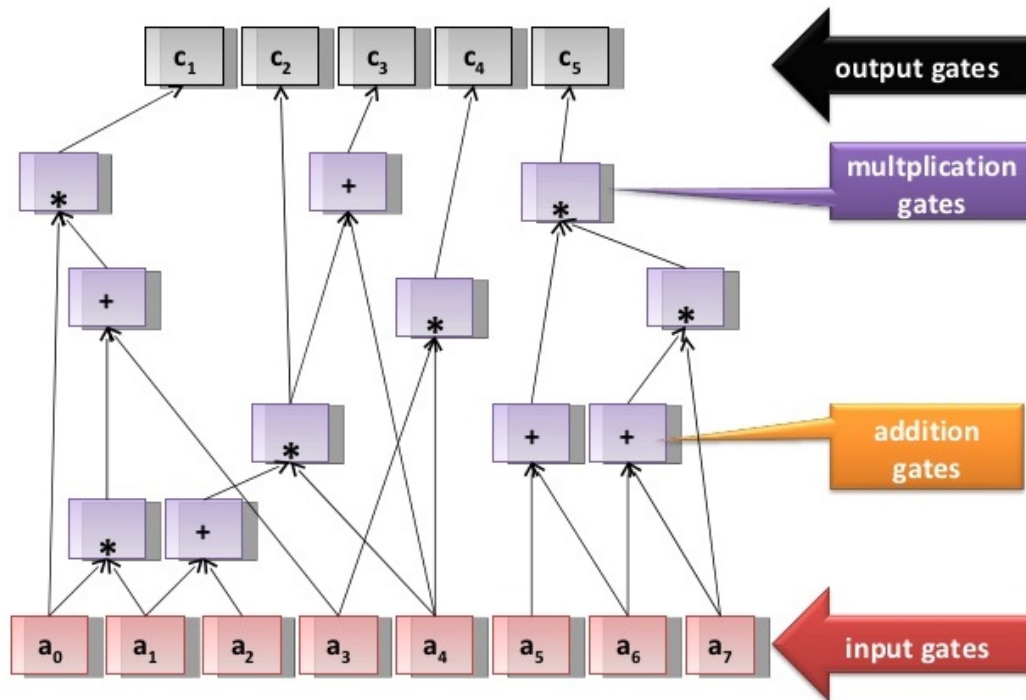 c₁ c₂ c₃ c₄ c₅
output gates
* + *
multplication
gates
+ * *
* + +
addition
gates
* +
a₀ a₁ a₂ a₃ a₄ a₅ a₆ a₇
input gates